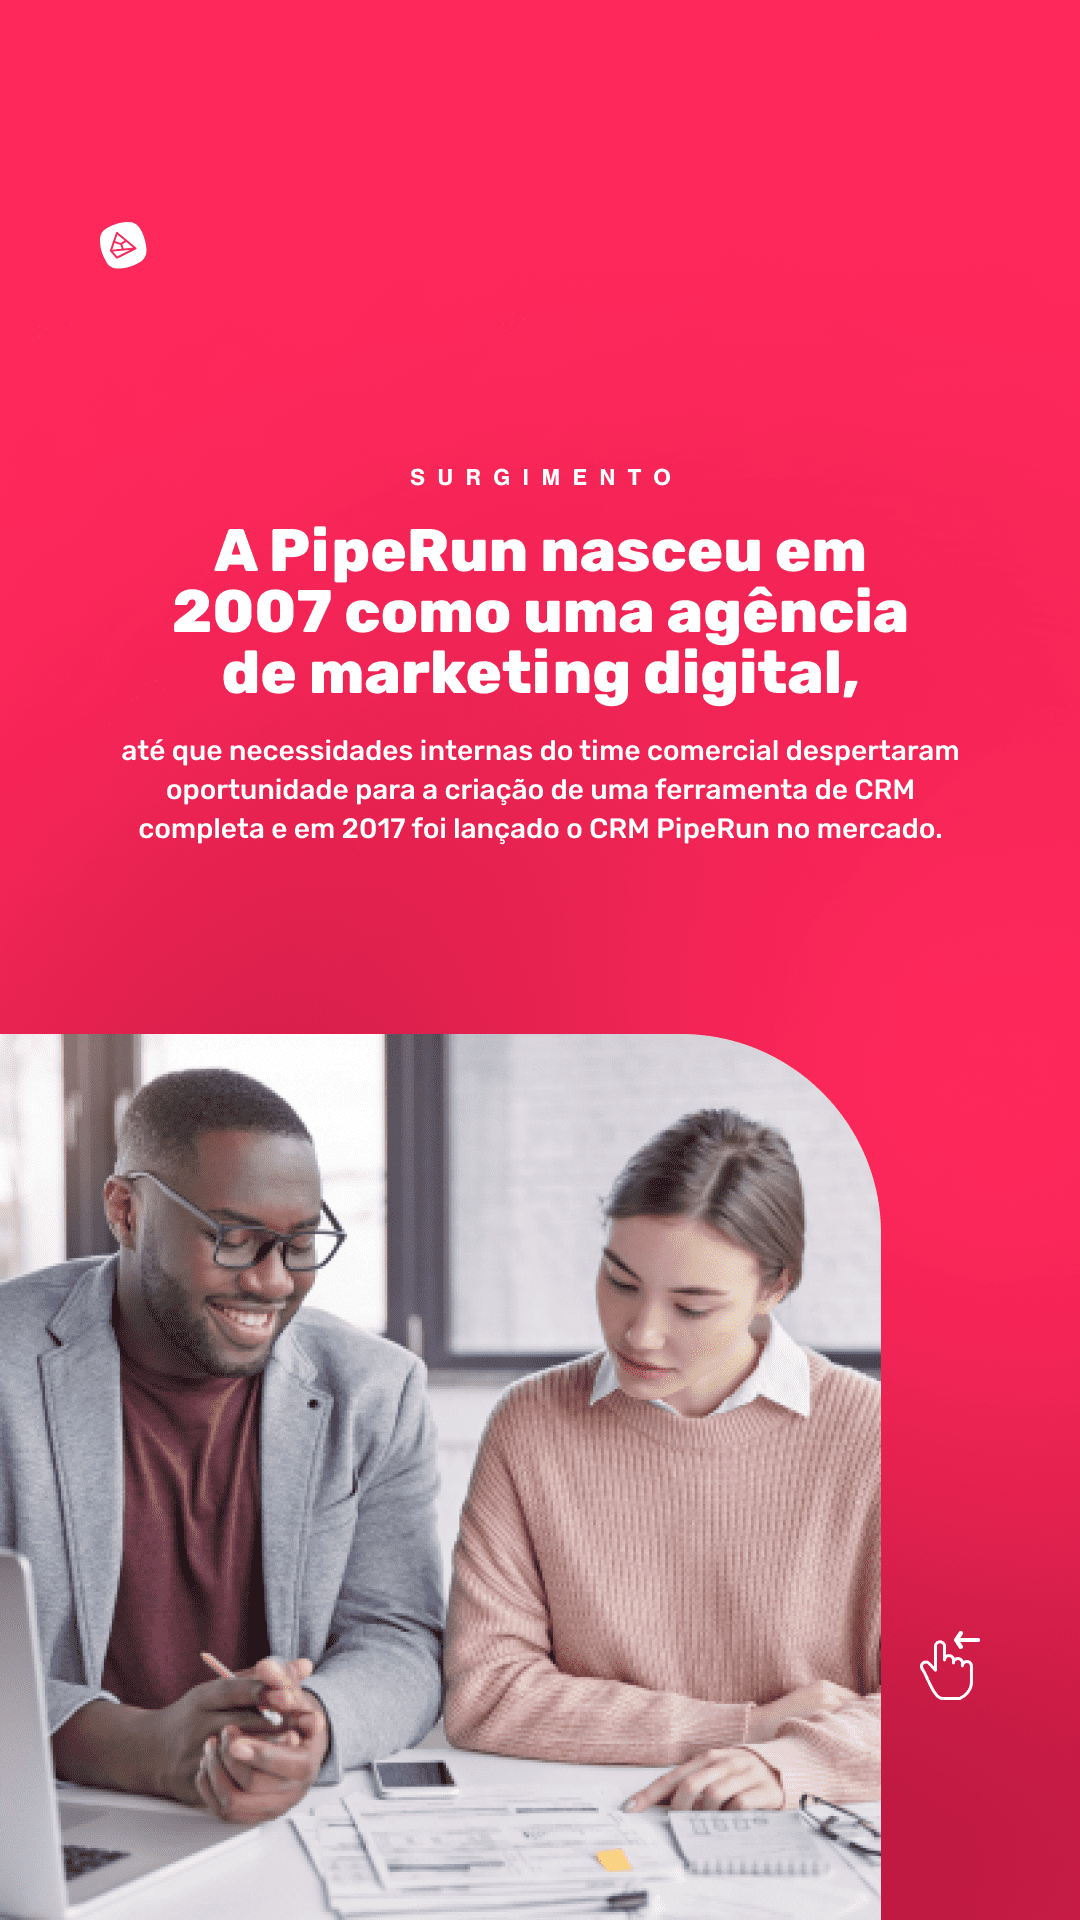 SURGIMENTO
A PipeRun nasceu em
2007 como uma agência
de marketing digital,
até que necessidades internas do time comercial despertaram
oportunidade para a criação de uma ferramenta de CRM
completa e em 2017 foi lançado o CRM PipeRun no mercado.